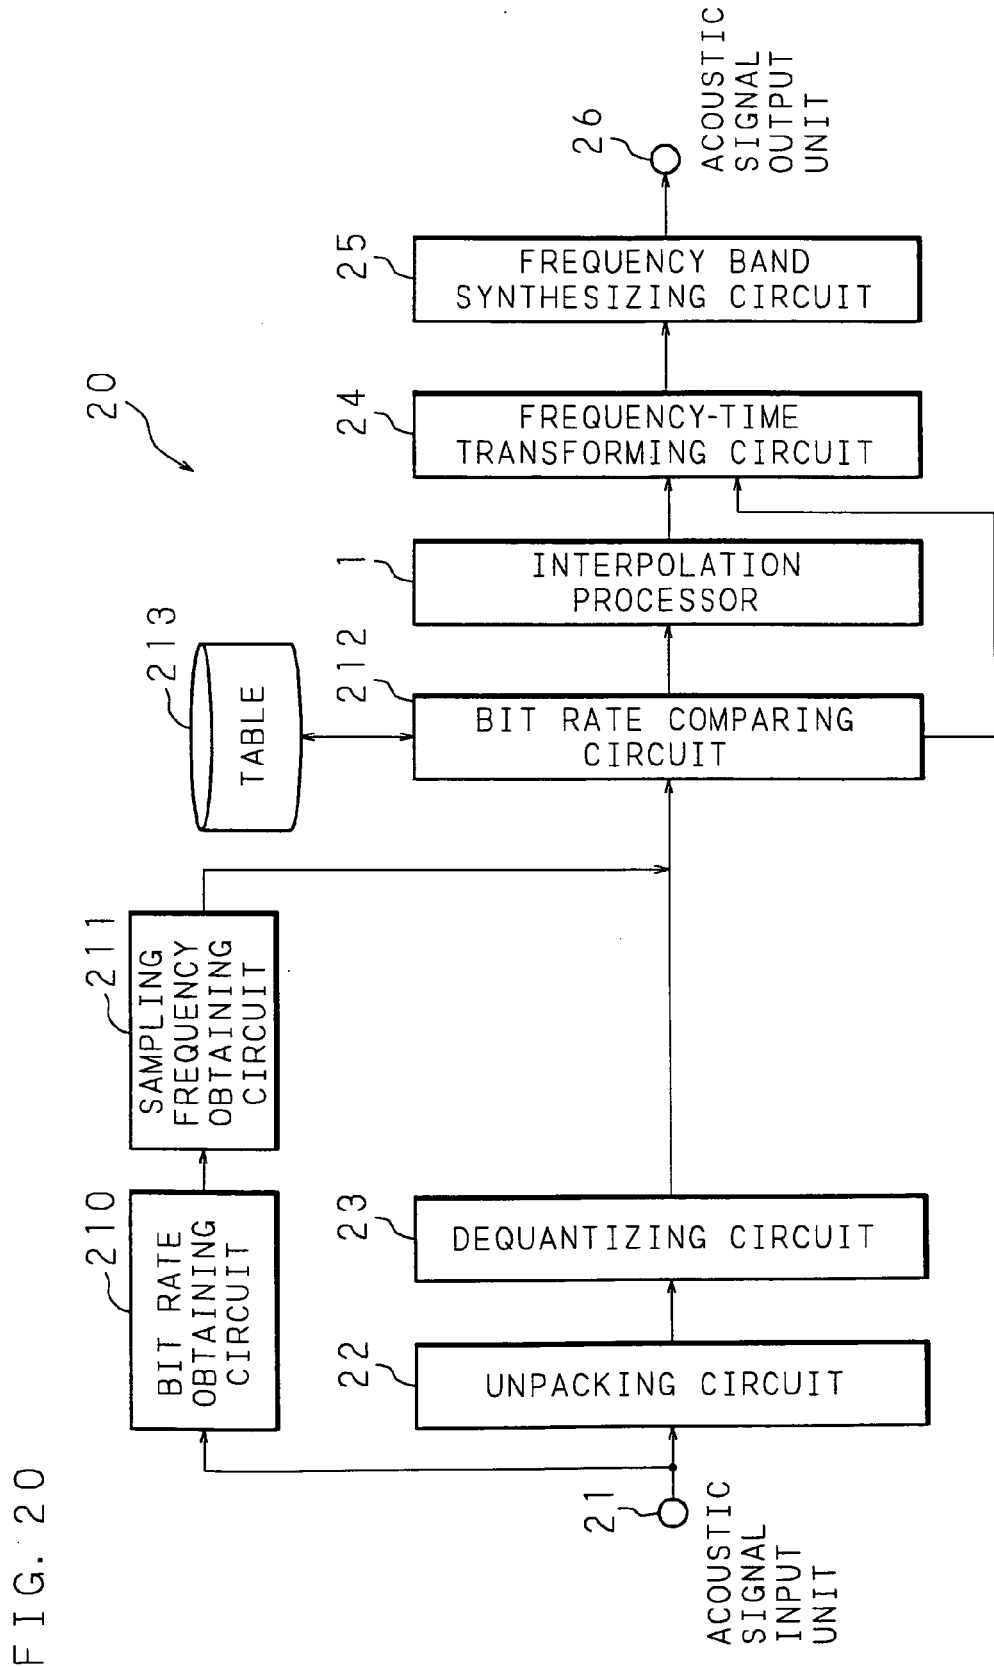 FIG. 20
20
210
BIT RATE
OBTAINING
CIRCUIT
211
SAMPLING
FREQUENCY
OBTAINING
CIRCUIT
213
TABLE
21
ACOUSTIC
SIGNAL
INPUT
UNIT
22
UNPACKING CIRCUIT
23
DEQUANTIZING CIRCUIT
212
BIT RATE COMPARING
CIRCUIT
1
INTERPOLATION
PROCESSOR
24
FREQUENCY-TIME
TRANSFORMING CIRCUIT
25
FREQUENCY BAND
SYNTHESIZING CIRCUIT
26
ACOUSTIC
SIGNAL
OUTPUT
UNIT